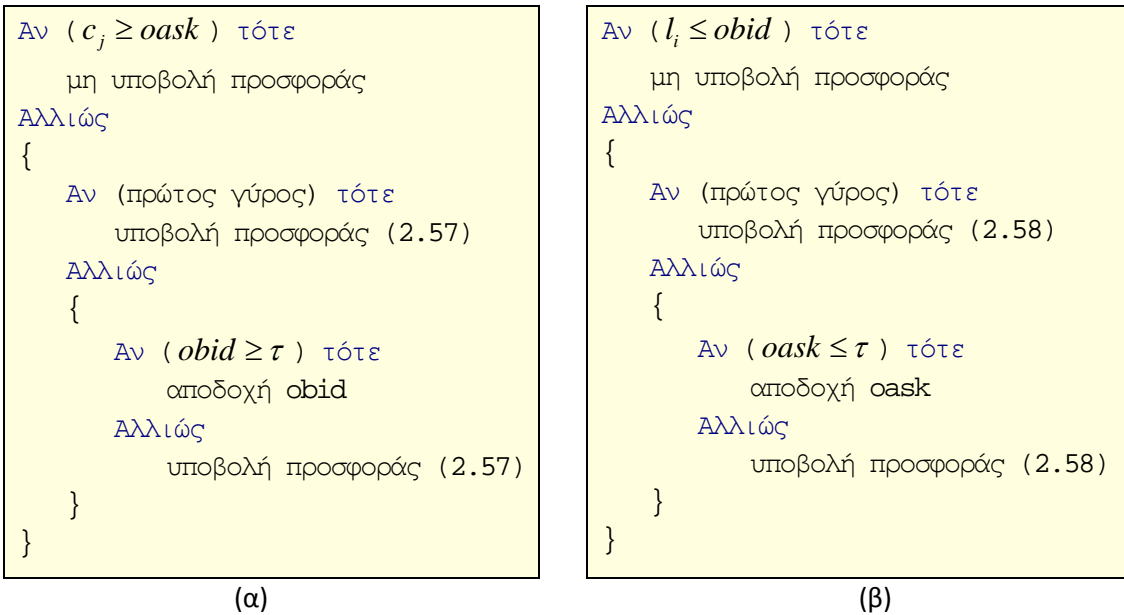 Αν ( c_j ≥ oask ) τότε
μη υποβολή προσφοράς
Αλλιώς
{
Αν (πρώτος γύρος) τότε
υποβολή προσφοράς (2.57)
Αλλιώς
{
Αν ( obid ≥ τ ) τότε
αποδοχή obid
Αλλιώς
υποβολή προσφοράς (2.57)
}
}
(α)
Αν ( l_i ≤ obid ) τότε
μη υποβολή προσφοράς
Αλλιώς
{
Αν (πρώτος γύρος) τότε
υποβολή προσφοράς (2.58)
Αλλιώς
{
Αν ( oask ≤ τ ) τότε
αποδοχή oask
Αλλιώς
υποβολή προσφοράς (2.58)
}
}
(β)